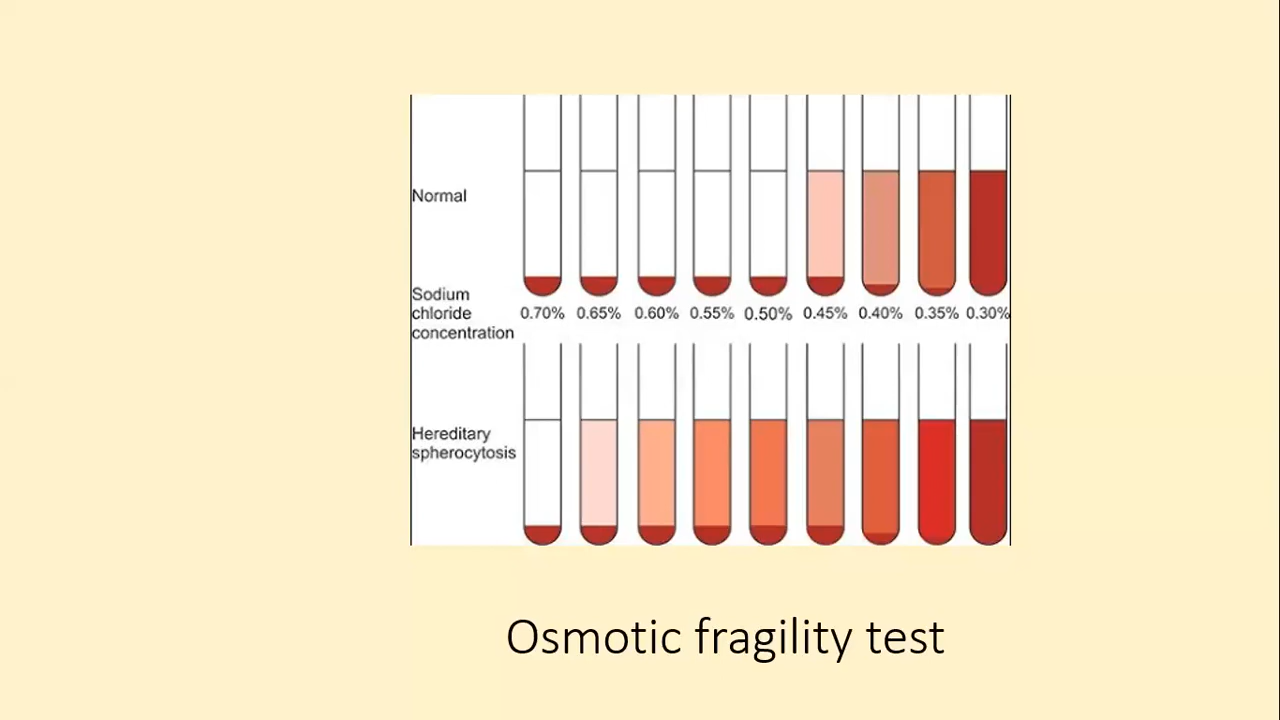 Normal
Sodium
chloride
concentration
0.70% 0.65% 0.60% 0.55% 0.50% 0.45% 0.40% 0.35% 0.30%
Hereditary
spherocytosis
Osmotic fragility test